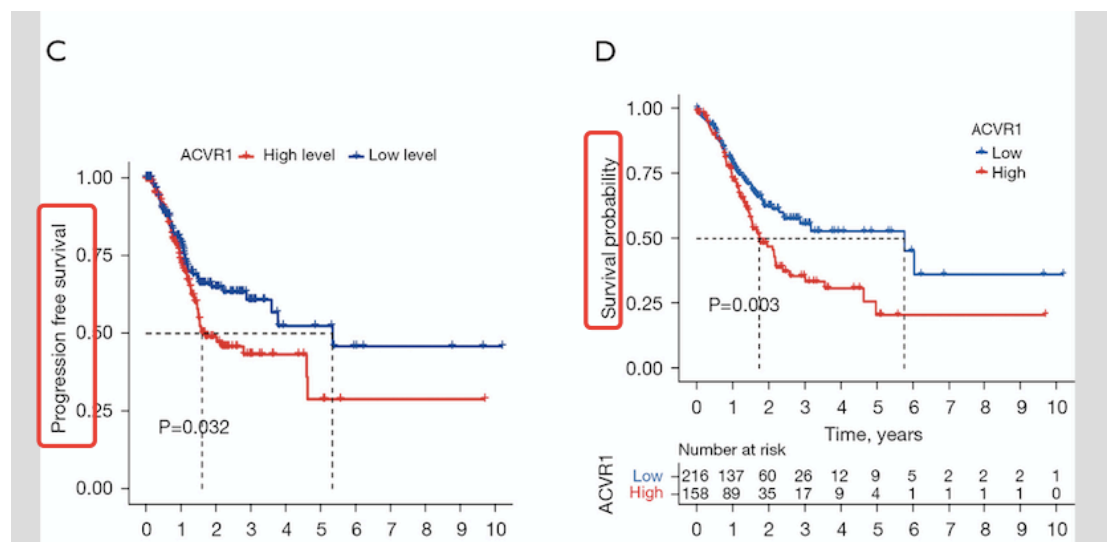 C
ACVR1 High level Low level
Progression free survival
1.00
0.75
0.50
0.25
0.00
P=0.032
0 1 2 3 4 5 6 7 8 9 10
D
Survival probability
1.00
0.75
0.50
0.25
0.00
ACVR1
Low
High
P=0.003
0 1 2 3 4 5 6 7 8 9 10
Time, years
Number at risk
ACVR1
Low 216 137 60 26 12 9 5 2 2 2 1
High 158 89 35 17 9 4 1 1 1 1 0
0 1 2 3 4 5 6 7 8 9 10